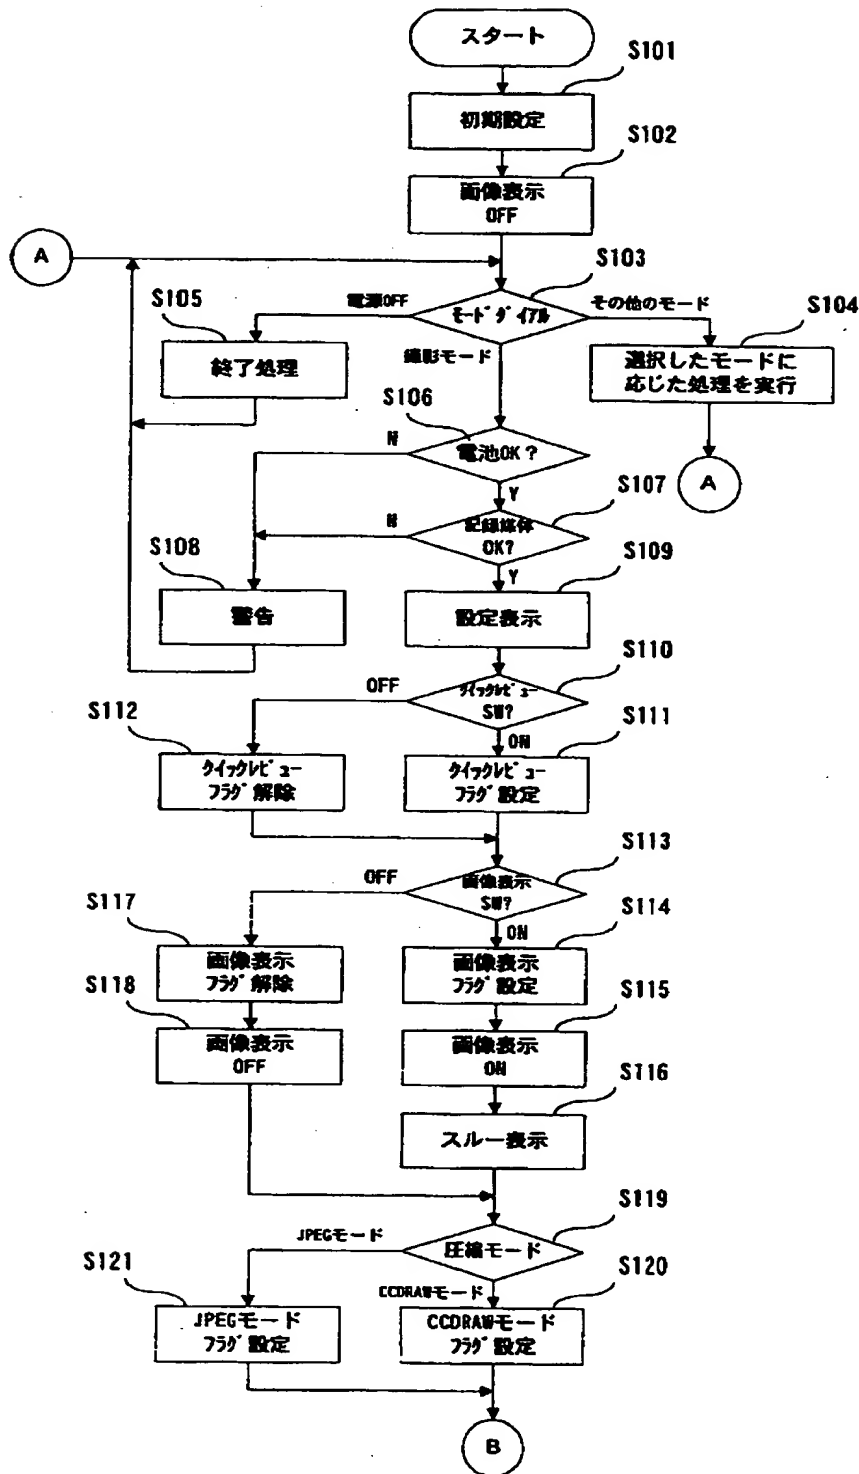 スタート
S101
初期設定
S102
画像表示
OFF
A
S103
モードダイアル
電源OFF
その他のモード
撮影モード
S105
終了処理
S104
選択したモードに
応じた処理を実行
A
S106
電池OK?
N
Y
S107
記録媒体
OK?
N
Y
S108
警告
S109
設定表示
S110
クイックレビュー
SW?
OFF
ON
S112
クイックレビュー
フラグ解除
S111
クイックレビュー
フラグ設定
S113
画像表示
SW?
OFF
ON
S117
画像表示
フラグ解除
S114
画像表示
フラグ設定
S118
画像表示
OFF
S115
画像表示
ON
S116
スルー表示
S119
圧縮モード
JPEGモード
CCDRAWモード
S121
JPEGモード
フラグ設定
S120
CCDRAWモード
フラグ設定
B